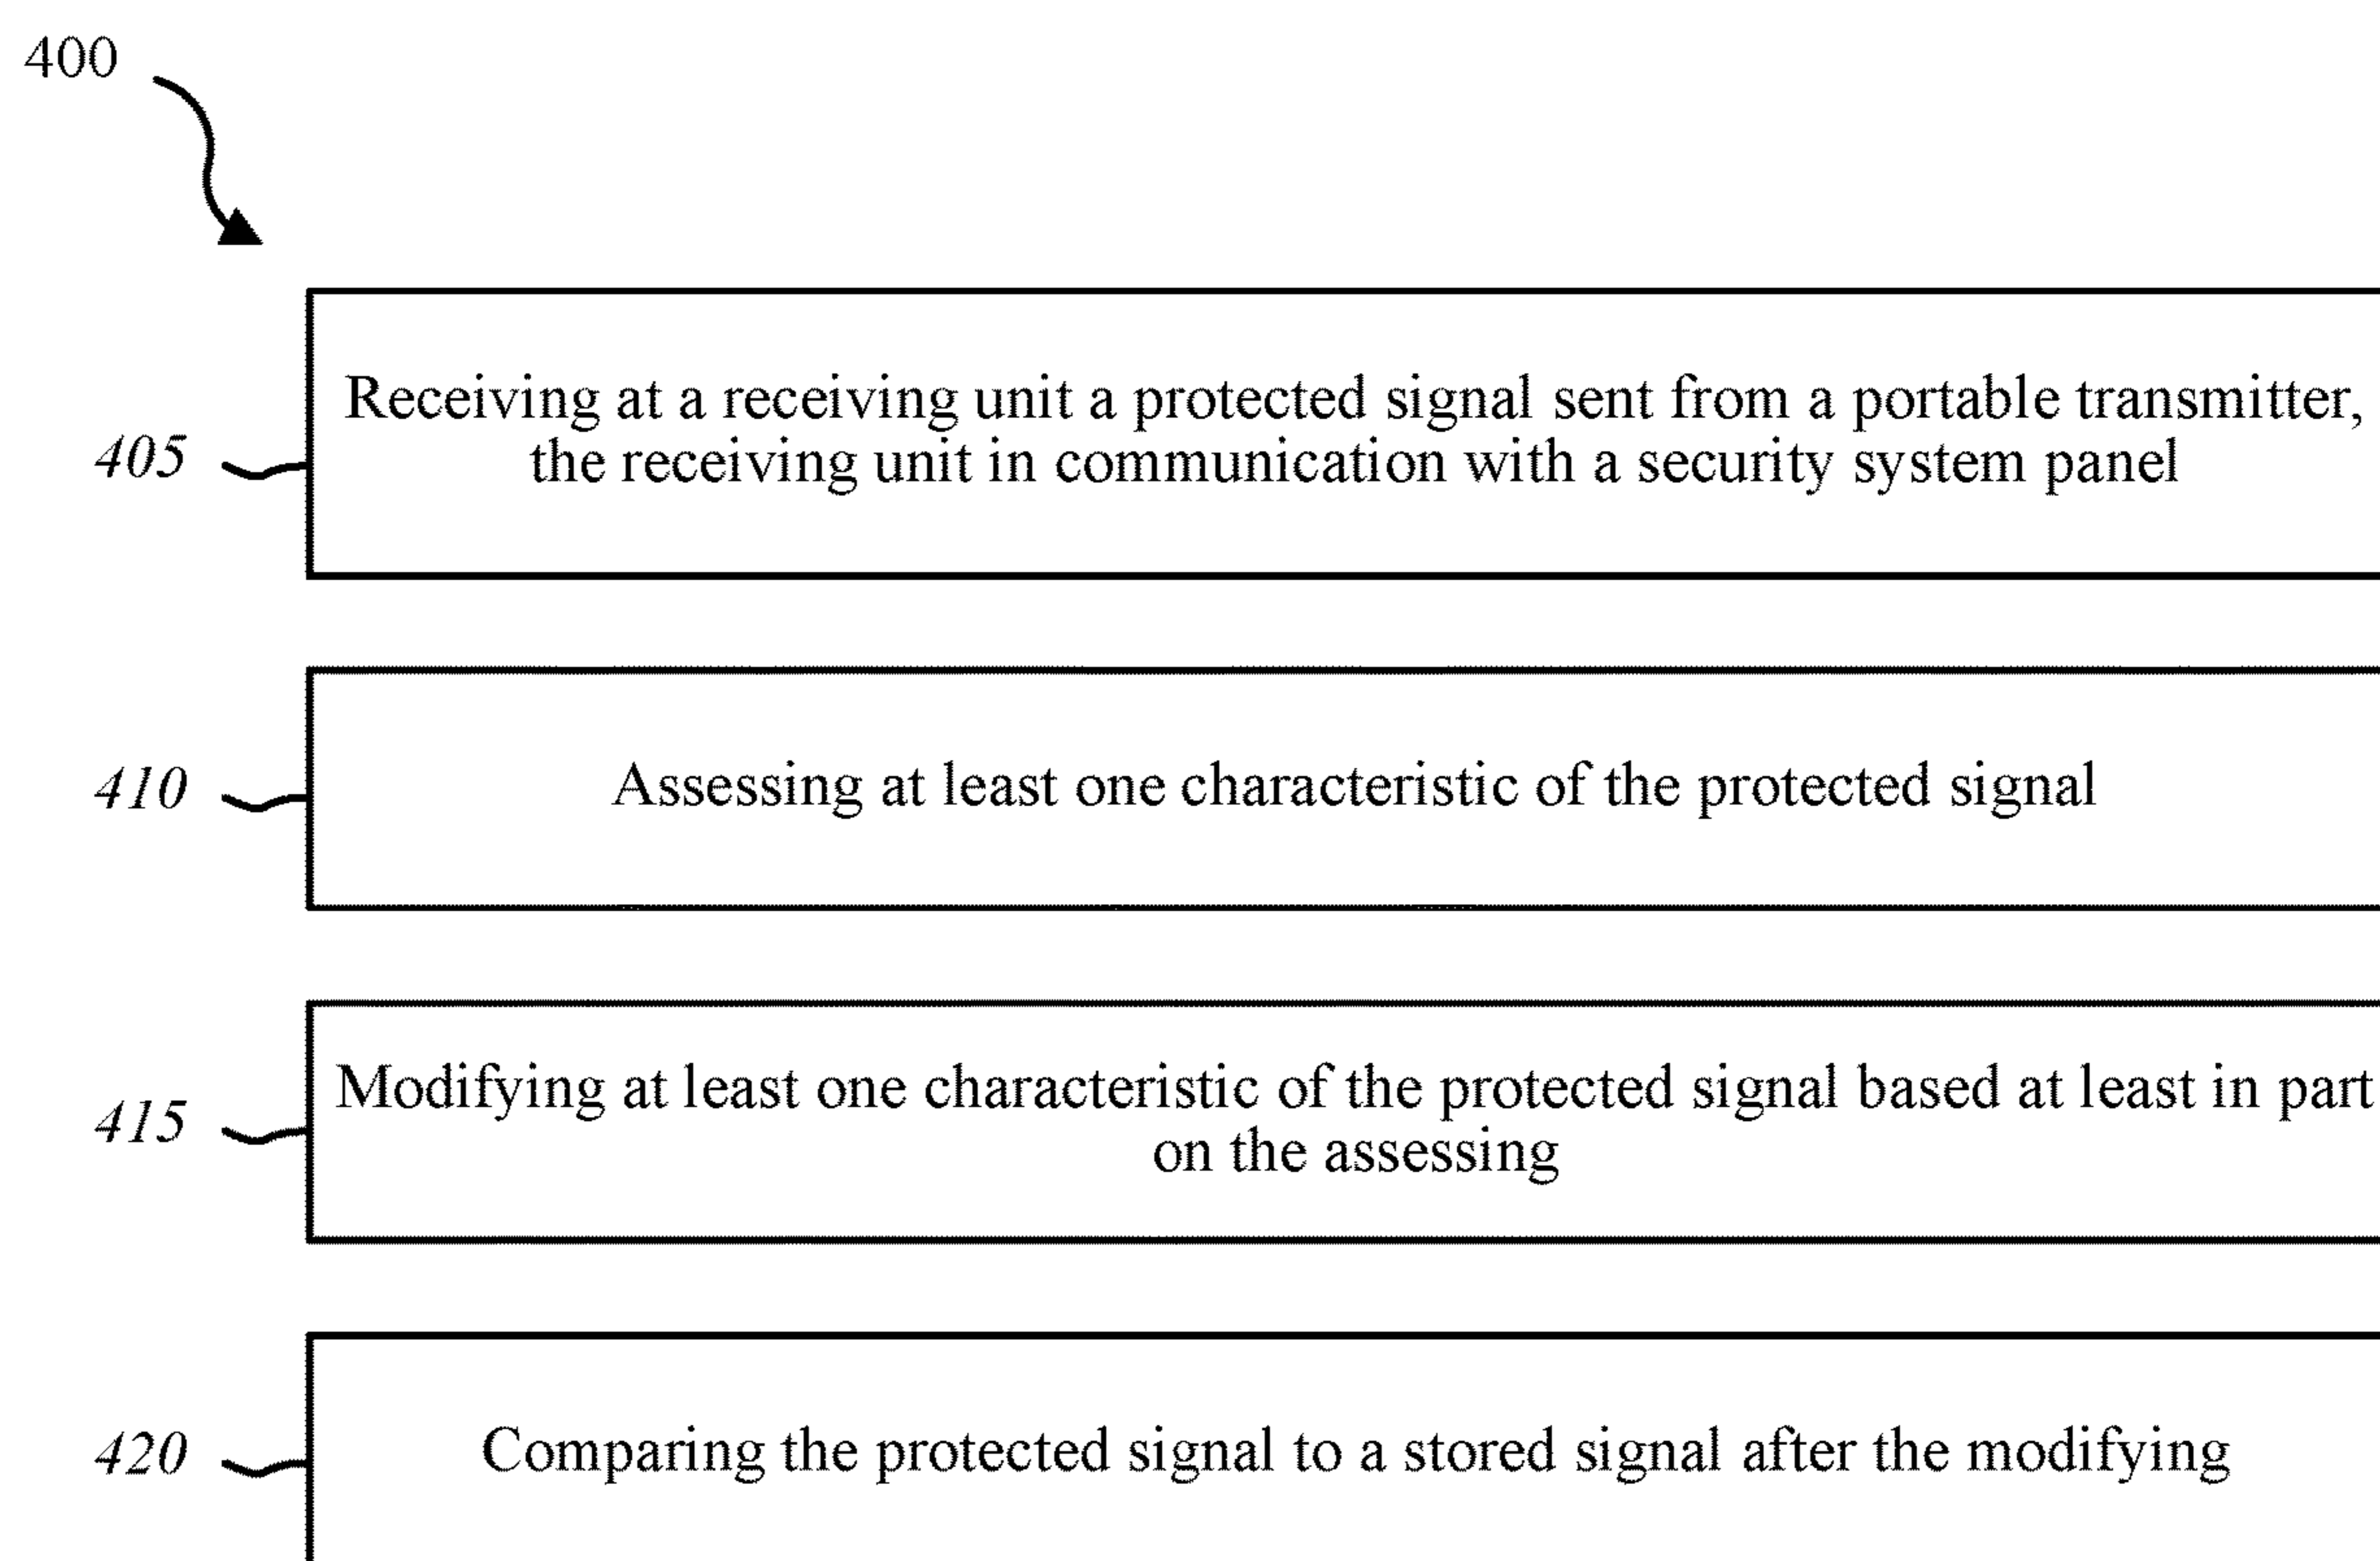 400
405
Receiving at a receiving unit a protected signal sent from a portable transmitter,
the receiving unit in communication with a security system panel
410
Assessing at least one characteristic of the protected signal
415
Modifying at least one characteristic of the protected signal based at least in part
on the assessing
420
Comparing the protected signal to a stored signal after the modifying